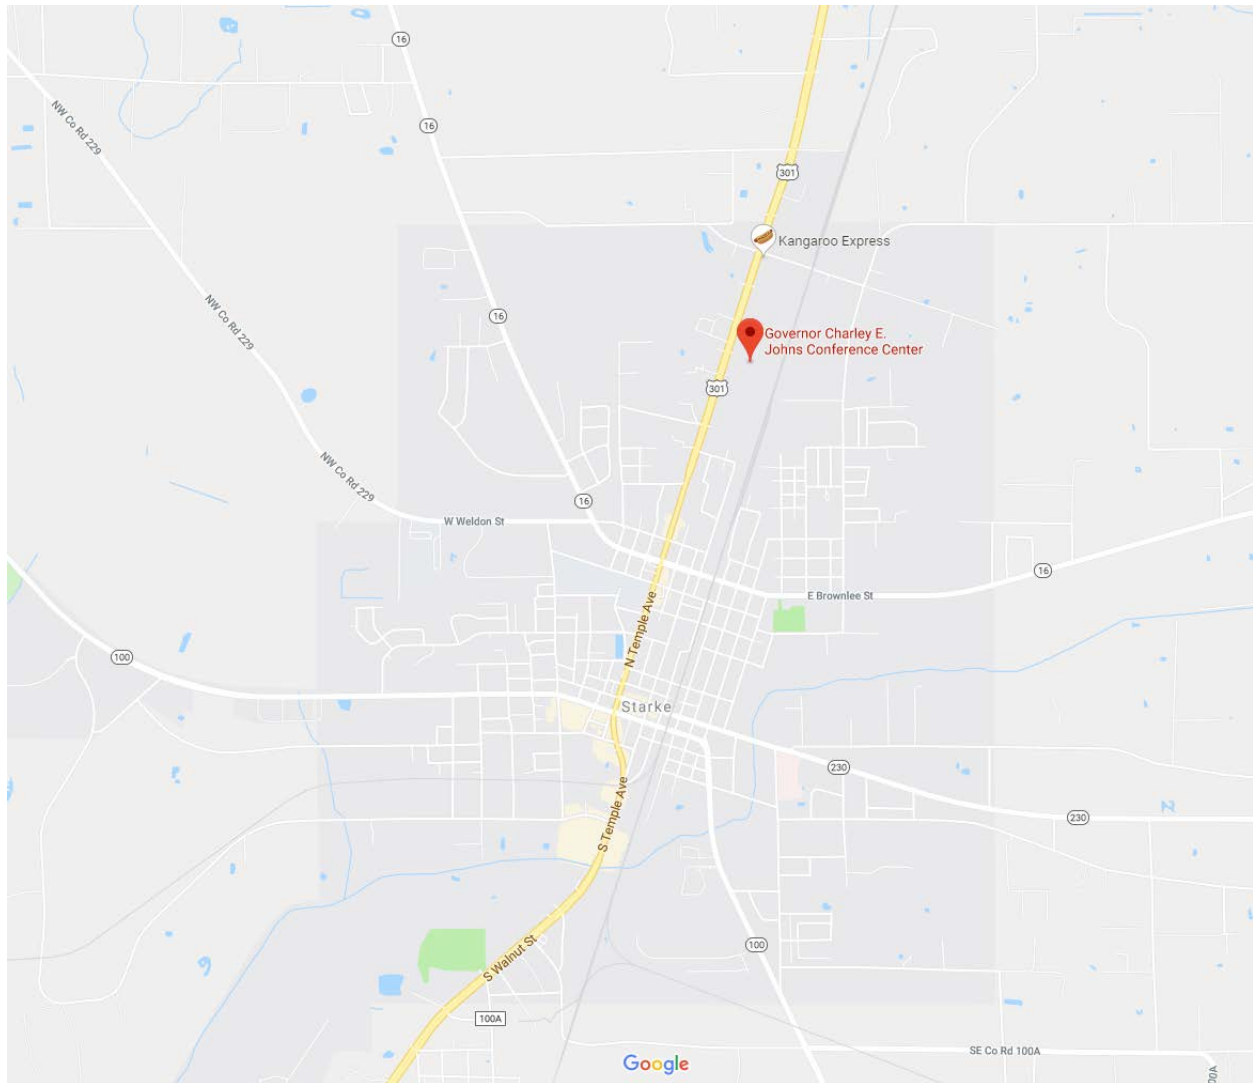 16
16
NW Co Rd 229
301
Kangaroo Express
NW Co Rd 229
16
Governor Charley E.
Johns Conference Center
301
NW Co Rd 229
16
W Weldon St
16
E Brownlee St
N Temple Ave
100
Starke
230
S Temple Ave
230
100
S Walnut St
100A
SE Co Rd 100A
Google
100A